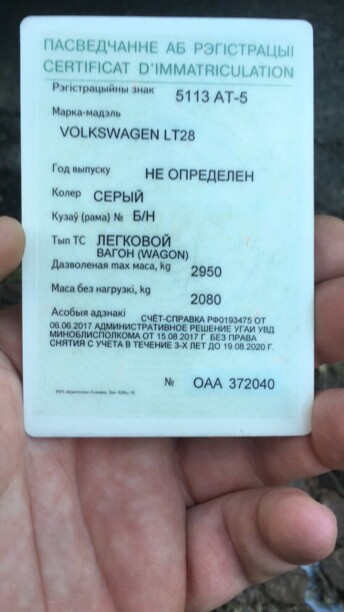 ПАСВЕДЧАННЕ АБ РЭГІСТРАЦЫІ
CERTIFICAT D'IMMATRICULATION
Рэгістрацыйны знак 5113 АТ-5
Марка-мадэль
VOLKSWAGEN LT28
Год выпуску НЕ ОПРЕДЕЛЕН
Колер СЕРЫЙ
Кузаў (рама) № Б/Н
Тып ТС ЛЕГКОВОЙ
ВАГОН (WAGON)
Дазволеная max маса, kg 2950
Маса без нагрузкі, kg 2080
Асобыя адзнакі СЧЁТ-СПРАВКА РФ0193475 ОТ
06.06.2017 АДМИНИСТРАТИВНОЕ РЕШЕНИЕ УГАИ УВД
МИНОБЛИСПОЛКОМА ОТ 15.08.2017 Г. БЕЗ ПРАВА
СНЯТИЯ С УЧЕТА В ТЕЧЕНИЕ 3-Х ЛЕТ ДО 19.08.2020 Г.
№ ОАА 372040